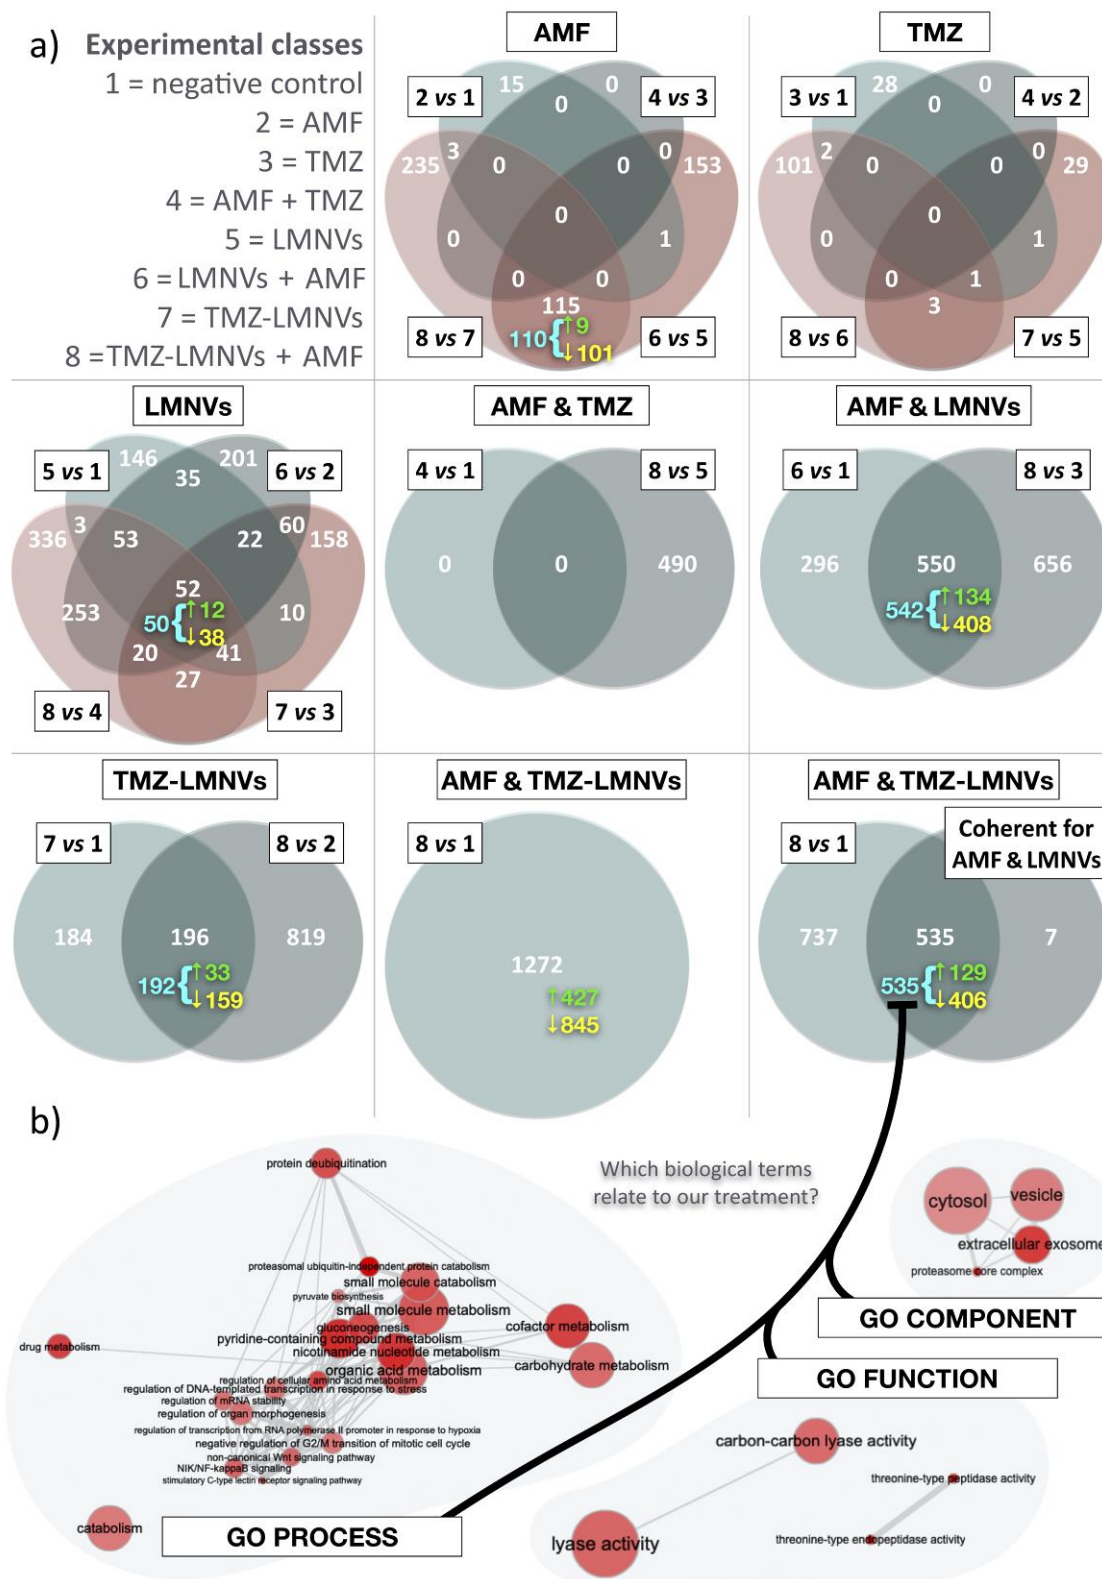 a) Experimental classes
1 = negative control
2 = AMF
3 = TMZ
4 = AMF + TMZ
5 = LMNVs
6 = LMNVs + AMF
7 = TMZ-LMNVs
8 =TMZ-LMNVs + AMF
AMF
2 vs 1
15
0
4 vs 3
0
235
3
0
0
0
153
0
0
1
0
0
115
8 vs 7
110 { ↑9
↓101
6 vs 5
TMZ
3 vs 1
28
0
4 vs 2
0
101
2
0
0
0
29
0
0
1
0
1
3
8 vs 6
7 vs 5
LMNVs
5 vs 1
146
201
6 vs 2
35
336
3
53
22
60
158
52
253
50 { ↑12
↓38
10
20
41
27
8 vs 4
7 vs 3
AMF & TMZ
4 vs 1
8 vs 5
0
0
490
AMF & LMNVs
6 vs 1
8 vs 3
296
550
656
542 { ↑134
↓408
TMZ-LMNVs
7 vs 1
8 vs 2
184
196
819
192 { ↑33
↓159
AMF & TMZ-LMNVs
8 vs 1
1272
↑427
↓845
AMF & TMZ-LMNVs
8 vs 1
Coherent for
AMF & LMNVs
737
535
7
535 { ↑129
↓406
b)
Which biological terms
relate to our treatment?
protein deubiquitination
proteasomal ubiquitin-independent protein catabolism
small molecule catabolism
pyruvate biosynthesis
small molecule metabolism
gluconeogenesis
pyridine-containing compound metabolism
nicotinamide nucleotide metabolism
organic acid metabolism
cofactor metabolism
carbohydrate metabolism
drug metabolism
regulation of cellular amino acid metabolism
regulation of DNA-templated transcription in response to stress
regulation of mRNA stability
regulation of organ morphogenesis
regulation of transcription from RNA polymerase II promoter in response to hypoxia
negative regulation of G2/M transition of mitotic cell cycle
non-canonical Wnt signaling pathway
NIK/NF-kappaB signaling
stimulatory C-type lectin receptor signaling pathway
catabolism
GO PROCESS
cytosol
vesicle
extracellular exosome
proteasome core complex
GO COMPONENT
GO FUNCTION
carbon-carbon lyase activity
threonine-type peptidase activity
lyase activity
threonine-type endopeptidase activity